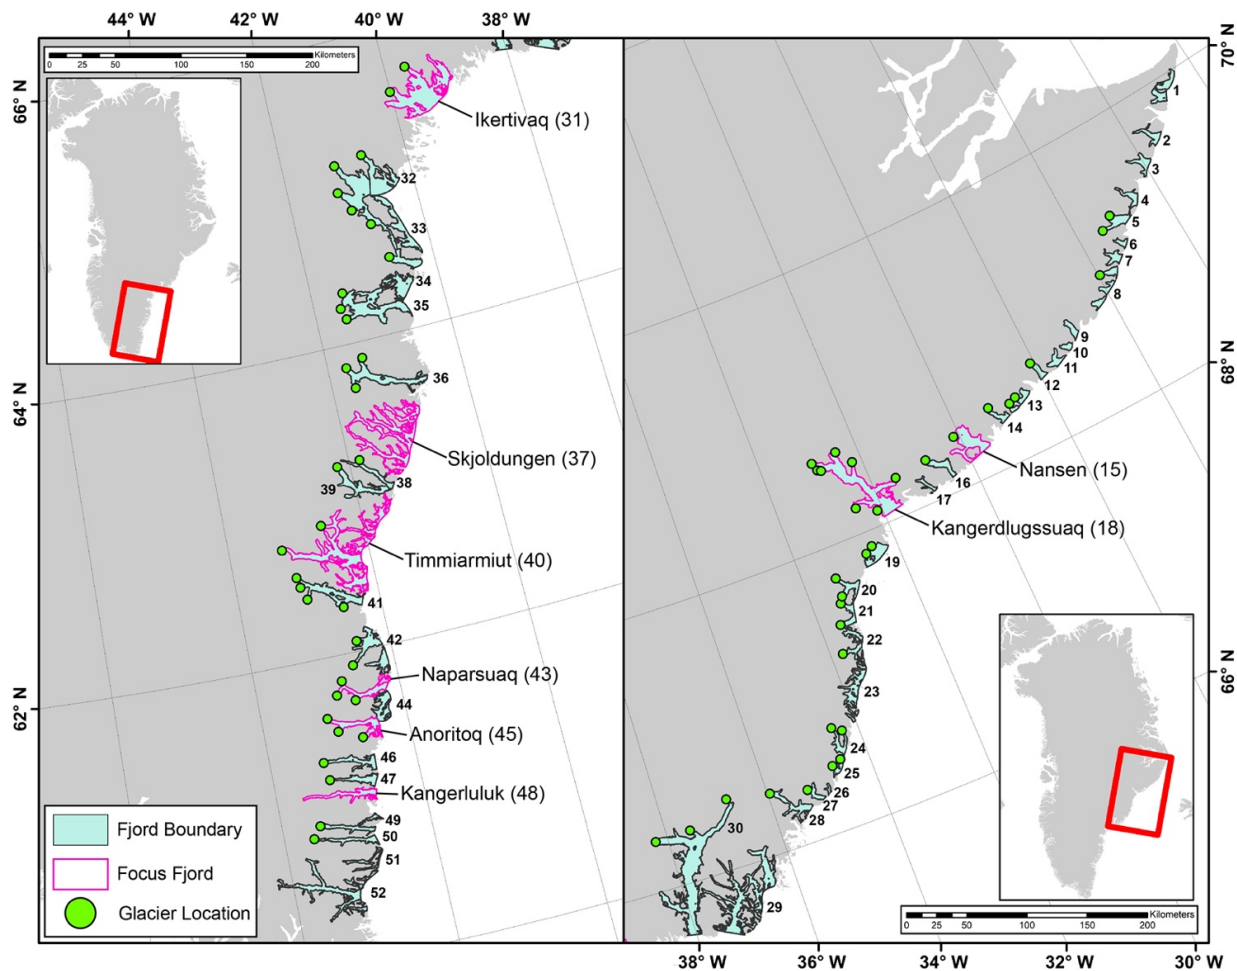 44° W 42° W 40° W 38° W
0 25 50 100 150 200 Kilometers
66° N
64° N
62° N
Ikertivaq (31)
32
33
34
35
36
Skjoldungen (37)
38
39
Timmiarmiut (40)
41
42
Naparsuaq (43)
44
Anoritoq (45)
46
47
Kangerluluk (48)
49
50
51
52
Fjord Boundary
Focus Fjord
Glacier Location
70° N
68° N
66° N
1
2
3
4
5
6
7
8
9
10
11
12
13
14
Nansen (15)
16
17
Kangerdlugssuaq (18)
19
20
21
22
23
24
25
26
27
28
29
30
0 25 50 100 150 200 Kilometers
38° W 36° W 34° W 32° W 30° W